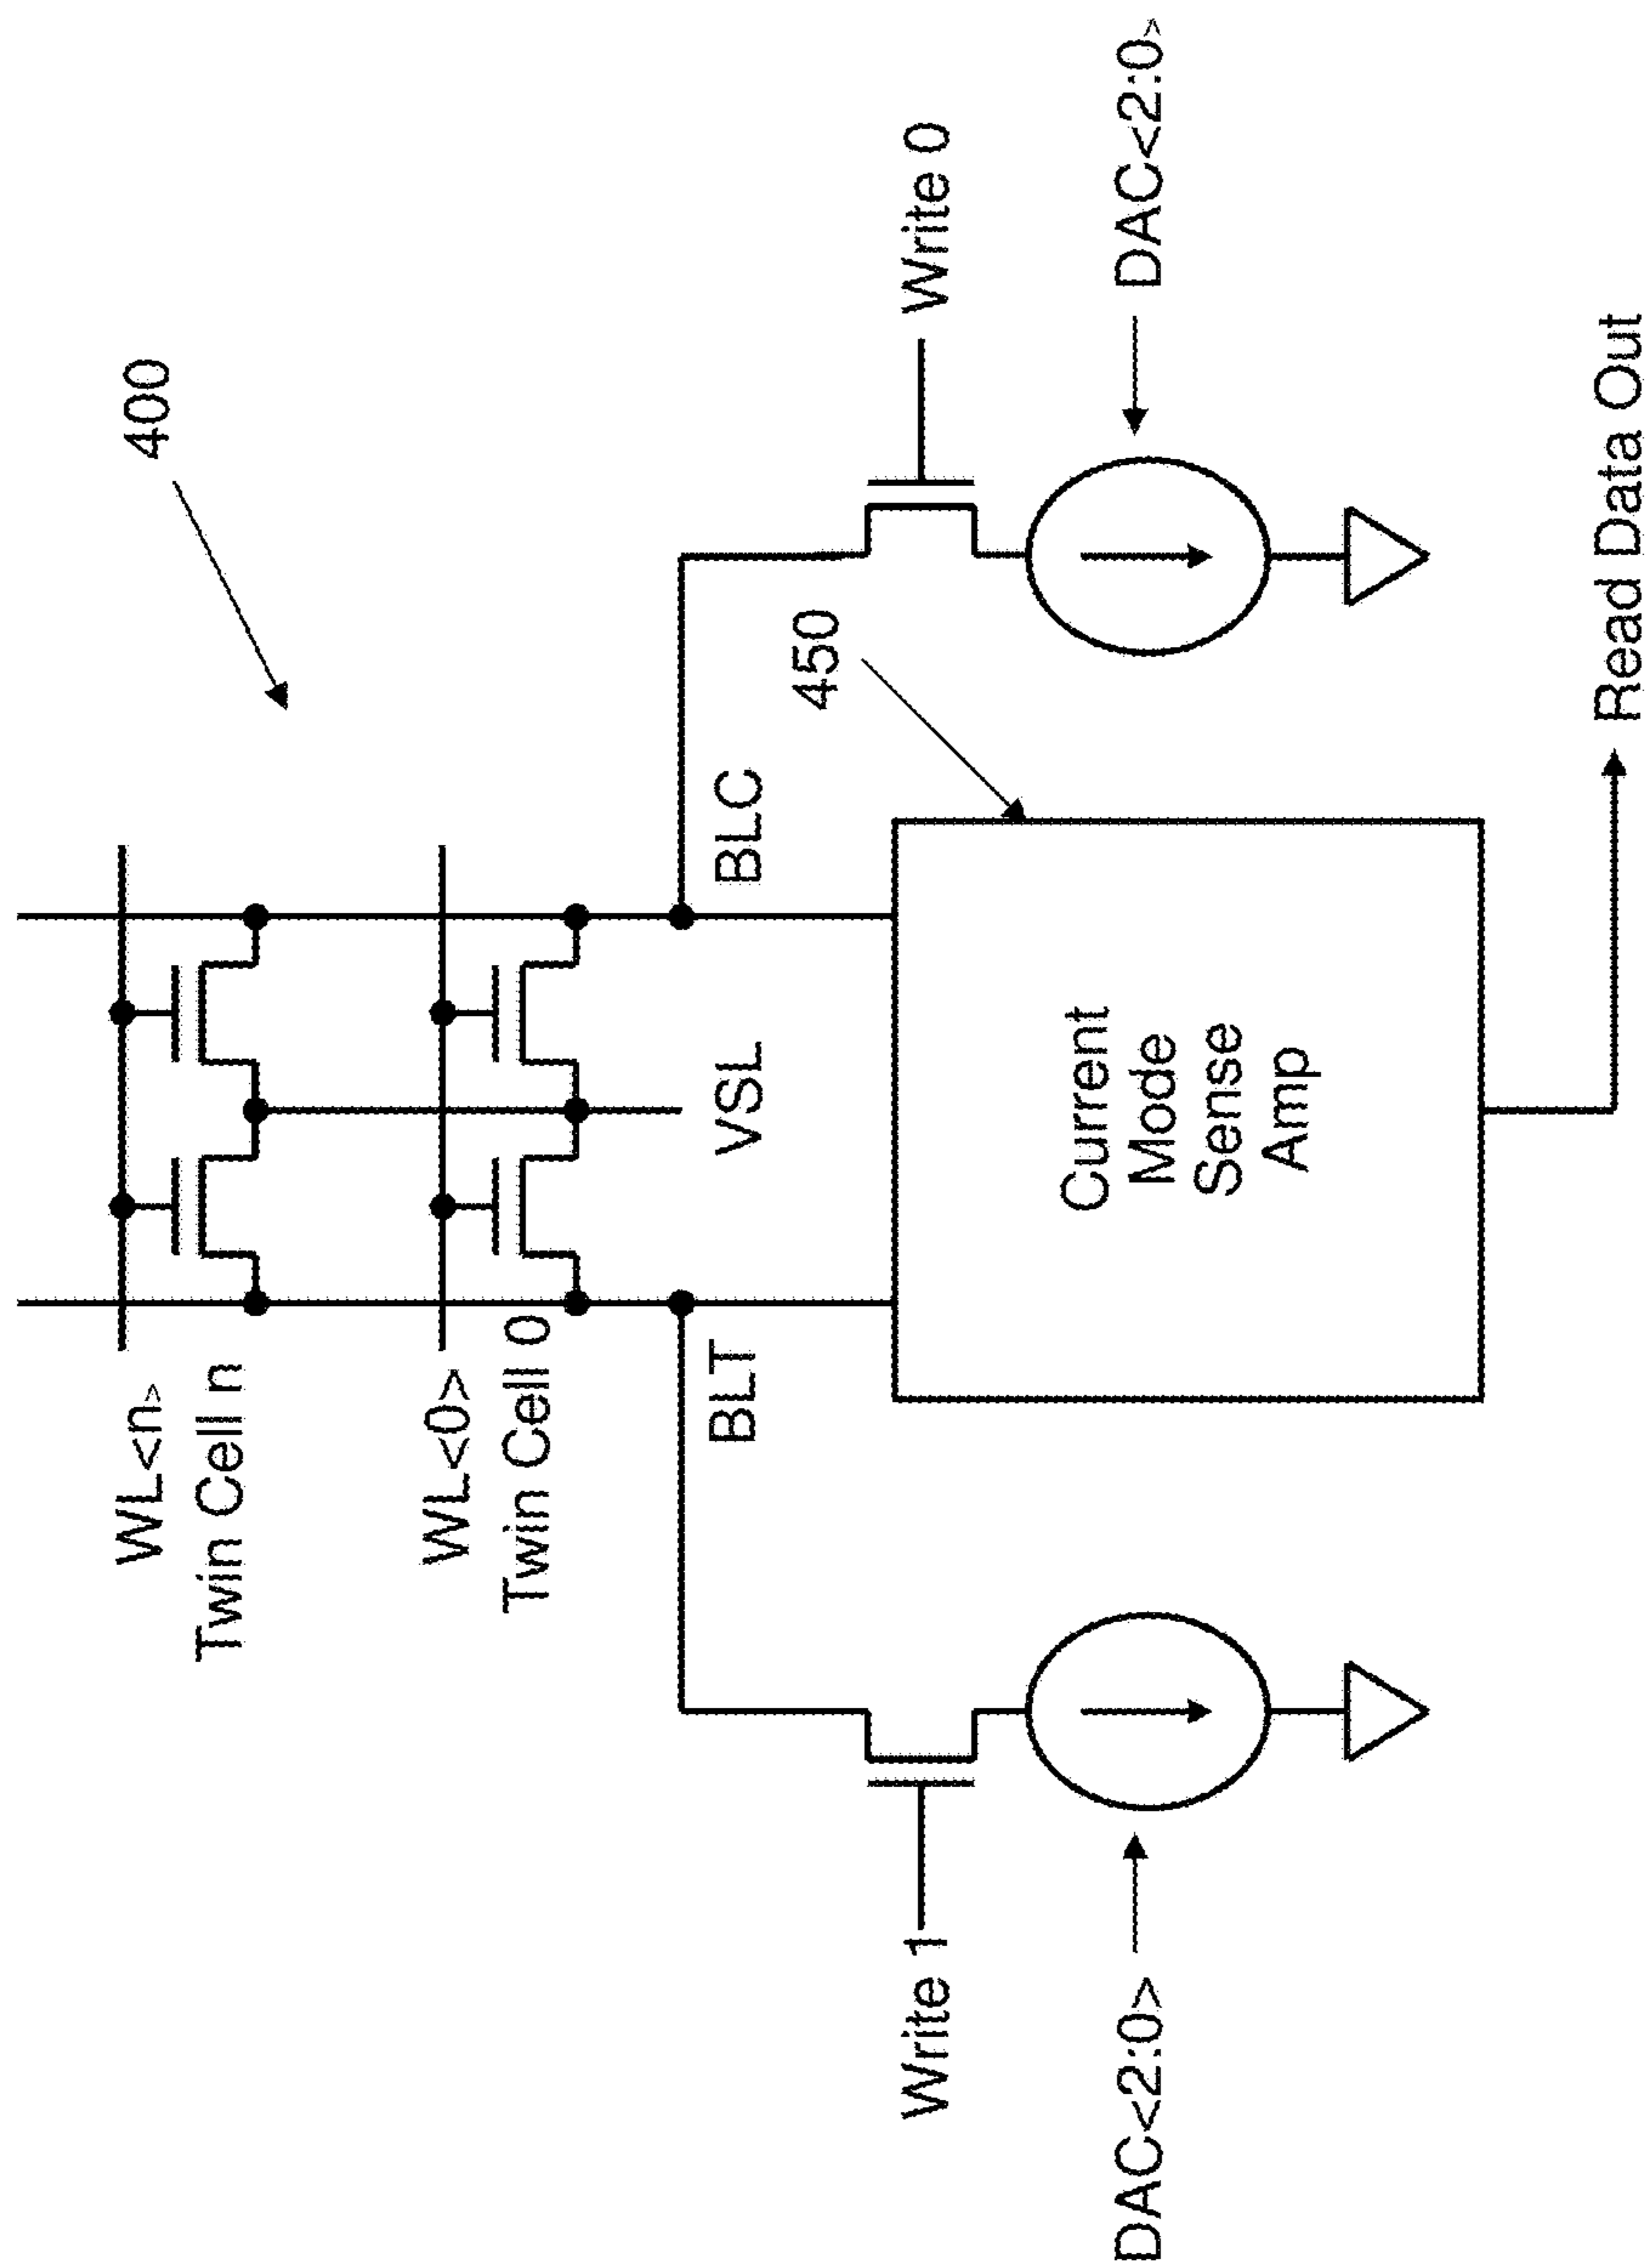 400
WL<n>
Twin Cell n
WL<0>
Twin Cell 0
BLT
VSL
BLC
450
Write 1
Write 0
DAC<2:0>
DAC<2:0>
Current
Mode
Sense
Amp
Read Data Out